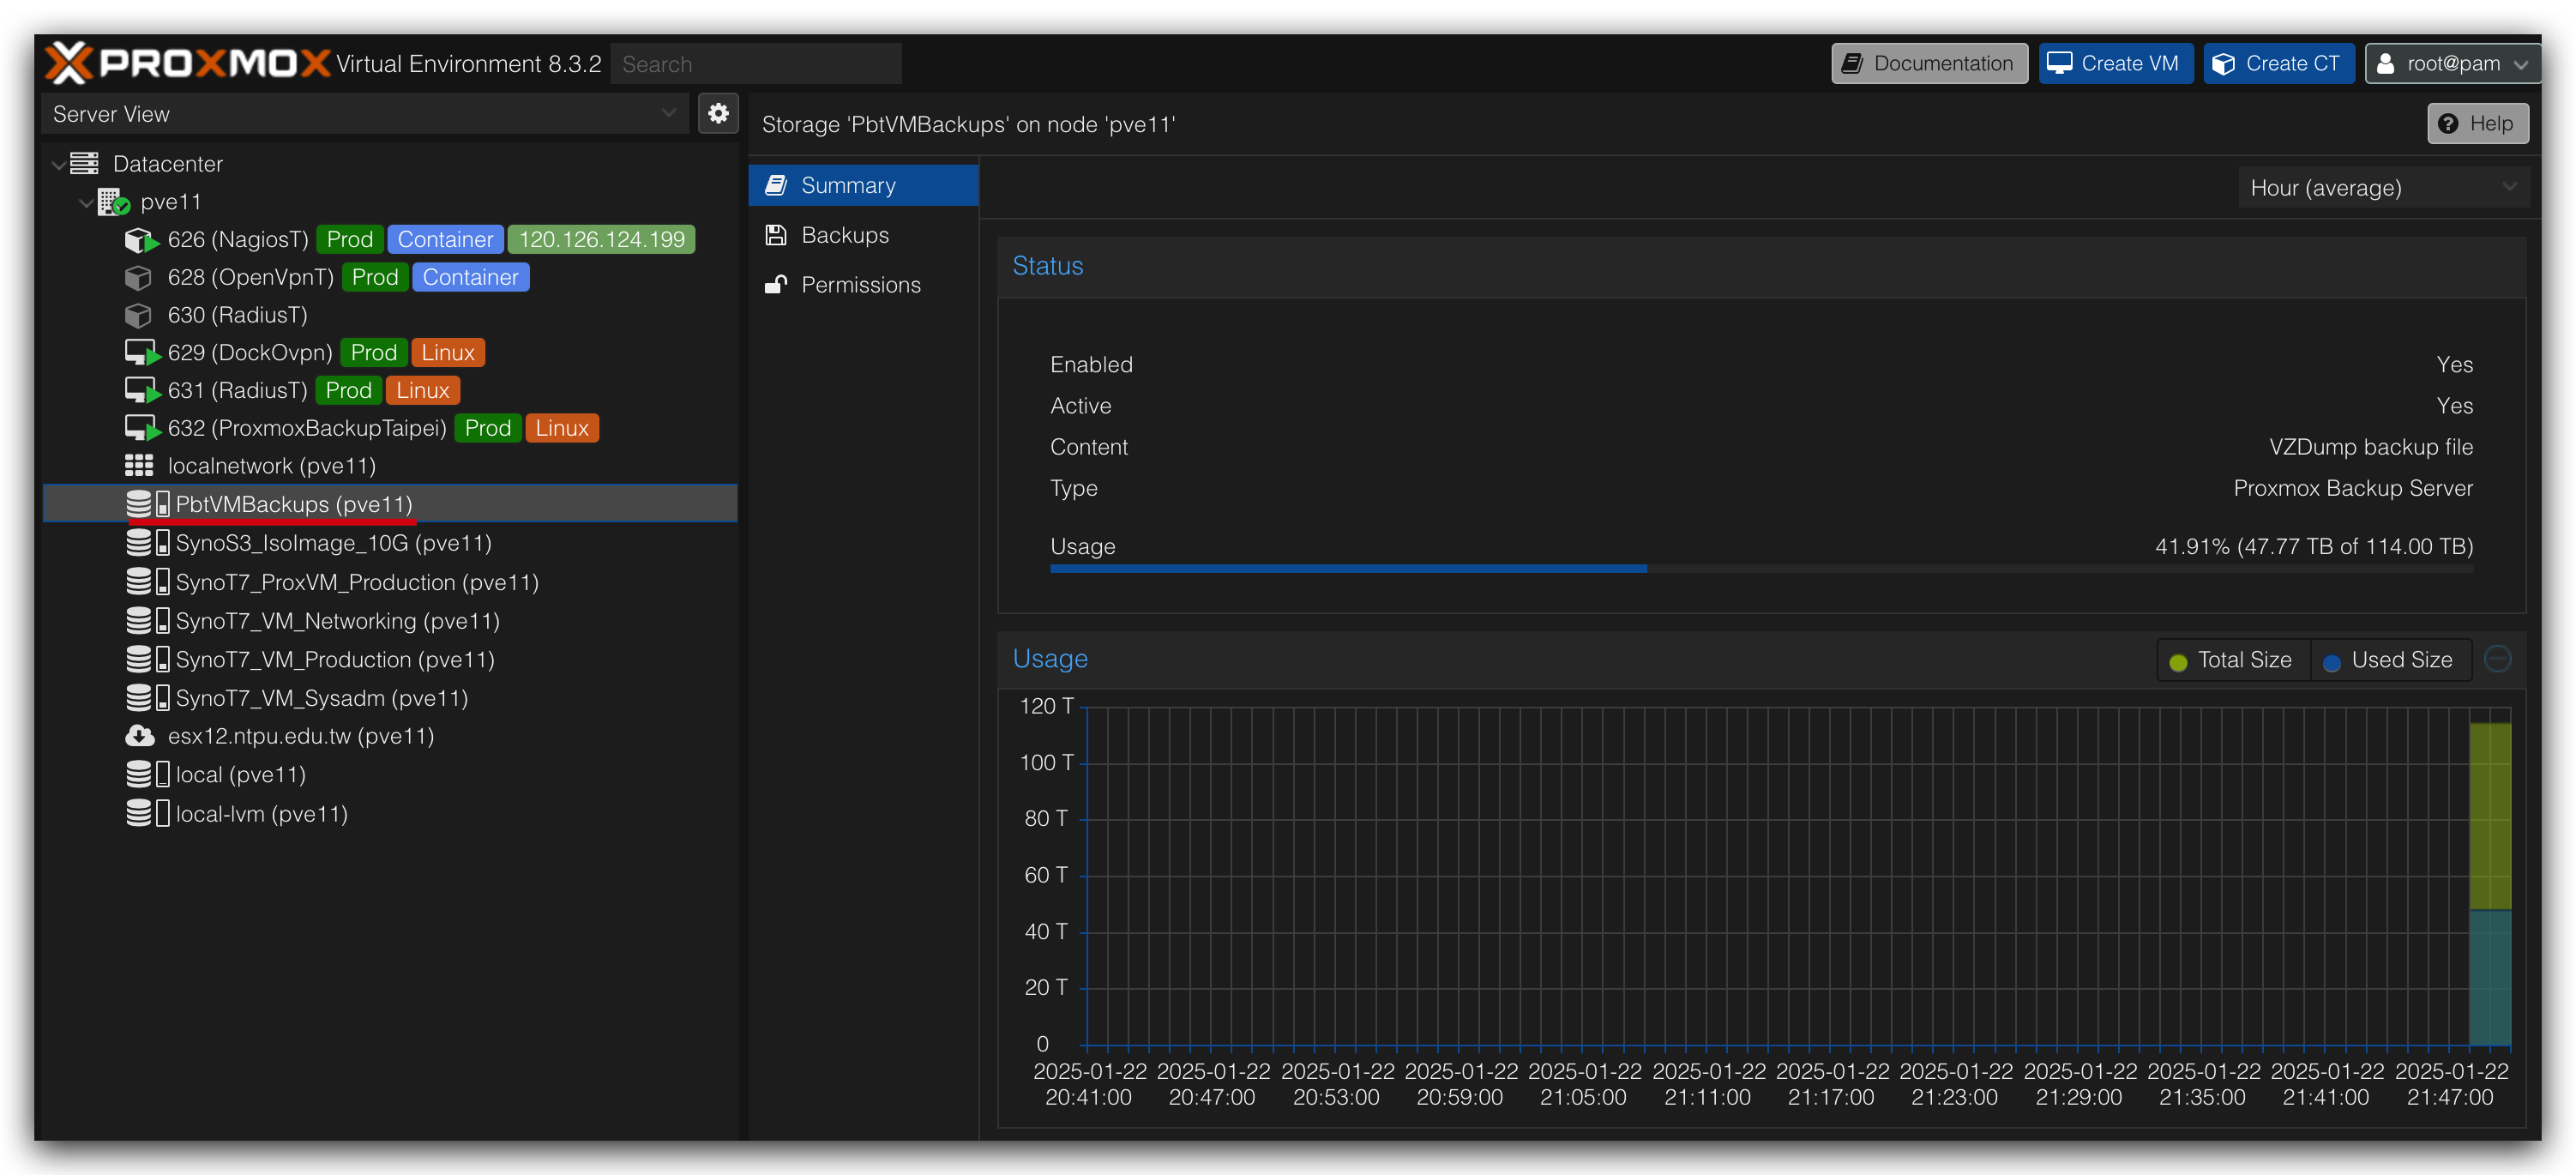 PROXMOX Virtual Environment 8.3.2 Search Documentation Create VM Create CT root@pam
Server View
Storage 'PbtVMBackups' on node 'pve11' Help
Datacenter
pve11
626 (NagiosT) Prod Container 120.126.124.199
628 (OpenVpnT) Prod Container
630 (RadiusT)
629 (DockOvpn) Prod Linux
631 (RadiusT) Prod Linux
632 (ProxmoxBackupTaipei) Prod Linux
localnetwork (pve11)
PbtVMBackups (pve11)
SynoS3_IsoImage_10G (pve11)
SynoT7_ProxVM_Production (pve11)
SynoT7_VM_Networking (pve11)
SynoT7_VM_Production (pve11)
SynoT7_VM_Sysadm (pve11)
esx12.ntpu.edu.tw (pve11)
local (pve11)
local-lvm (pve11)
Summary
Backups
Permissions
Hour (average)
Status
Enabled Yes
Active Yes
Content VZDump backup file
Type Proxmox Backup Server
Usage 41.91% (47.77 TB of 114.00 TB)
Usage Total Size Used Size
120 T
100 T
80 T
60 T
40 T
20 T
0
2025-01-22 2025-01-22 2025-01-22 2025-01-22 2025-01-22 2025-01-22 2025-01-22 2025-01-22 2025-01-22 2025-01-22 2025-01-22 2025-01-22
20:41:00 20:47:00 20:53:00 20:59:00 21:05:00 21:11:00 21:17:00 21:23:00 21:29:00 21:35:00 21:41:00 21:47:00